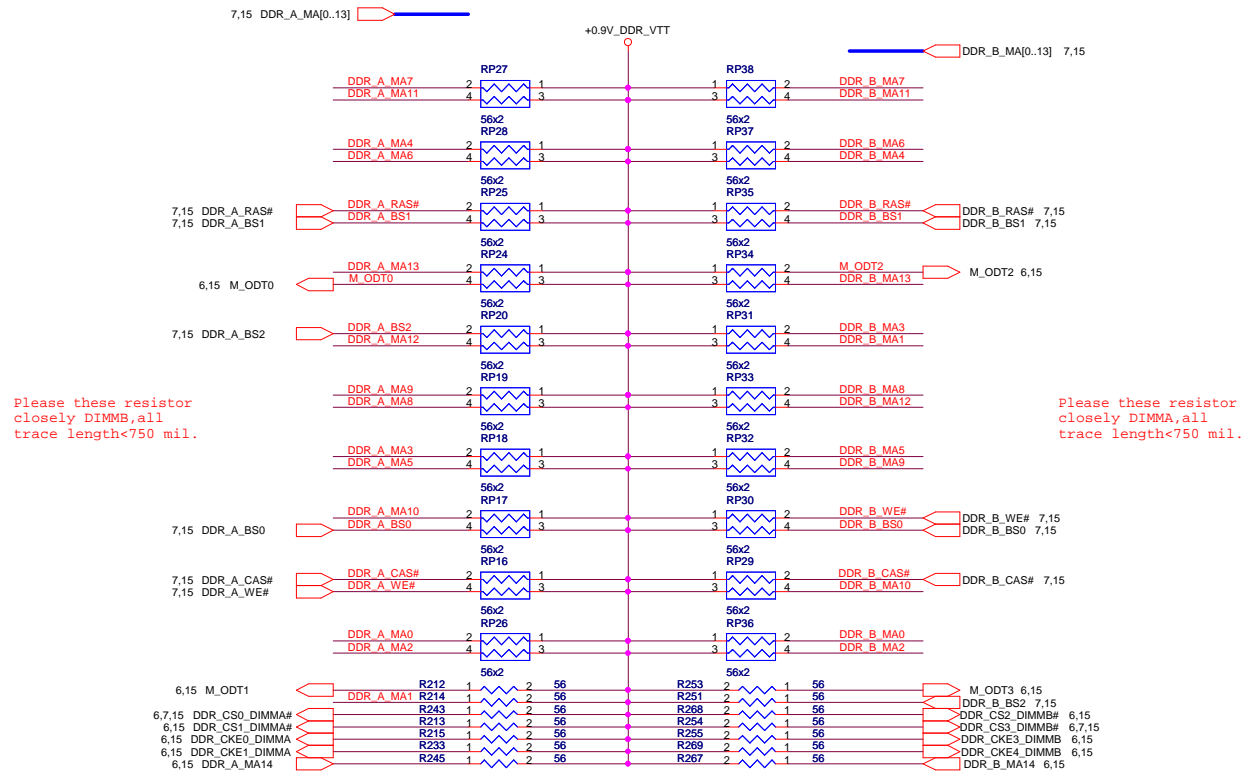 7,15 DDR_A_MA[0..13]
+0.9V_DDR_VTT
DDR_B_MA[0..13] 7,15
RP27 RP38
DDR_A_MA7 2 1 1 2 DDR_B_MA7
DDR_A_MA11 4 3 3 4 DDR_B_MA11
56x2 56x2
RP28 RP37
DDR_A_MA4 2 1 1 2 DDR_B_MA6
DDR_A_MA6 4 3 3 4 DDR_B_MA4
56x2 56x2
RP25 RP35
7,15 DDR_A_RAS# DDR_A_RAS# 2 1 1 2 DDR_B_RAS# DDR_B_RAS# 7,15
7,15 DDR_A_BS1 DDR_A_BS1 4 3 3 4 DDR_B_BS1 DDR_B_BS1 7,15
56x2 56x2
RP24 RP34
DDR_A_MA13 2 1 1 2 M_ODT2 M_ODT2 6,15
6,15 M_ODT0 M_ODT0 4 3 3 4 DDR_B_MA13
56x2 56x2
RP20 RP31
7,15 DDR_A_BS2 DDR_A_BS2 2 1 1 2 DDR_B_MA3
DDR_A_MA12 4 3 3 4 DDR_B_MA1
56x2 56x2
RP19 RP33
DDR_A_MA9 2 1 1 2 DDR_B_MA8
DDR_A_MA8 4 3 3 4 DDR_B_MA12
Please these resistor
closely DIMMB,all
trace length<750 mil.
Please these resistor
closely DIMMA,all
trace length<750 mil.
56x2 56x2
RP18 RP32
DDR_A_MA3 2 1 1 2 DDR_B_MA5
DDR_A_MA5 4 3 3 4 DDR_B_MA9
56x2 56x2
RP17 RP30
DDR_A_MA10 2 1 1 2 DDR_B_WE# DDR_B_WE# 7,15
7,15 DDR_A_BS0 DDR_A_BS0 4 3 3 4 DDR_B_BS0 DDR_B_BS0 7,15
56x2 56x2
RP16 RP29
7,15 DDR_A_CAS# DDR_A_CAS# 2 1 1 2 DDR_B_CAS# DDR_B_CAS# 7,15
7,15 DDR_A_WE# DDR_A_WE# 4 3 3 4 DDR_B_MA10
56x2 56x2
RP26 RP36
DDR_A_MA0 2 1 1 2 DDR_B_MA0
DDR_A_MA2 4 3 3 4 DDR_B_MA2
56x2 56x2
6,15 M_ODT1 R212 1 2 56 R253 2 1 56 M_ODT3 6,15
DDR_A_MA1 R214 1 2 56 R251 2 1 56 DDR_B_BS2 7,15
6,7,15 DDR_CS0_DIMMA# R243 1 2 56 R268 2 1 56 DDR_CS2_DIMMB# 6,15
6,15 DDR_CS1_DIMMA# R213 1 2 56 R254 2 1 56 DDR_CS3_DIMMB# 6,7,15
6,15 DDR_CKE0_DIMMA R215 1 2 56 R255 2 1 56 DDR_CKE3_DIMMB 6,15
6,15 DDR_CKE1_DIMMA R233 1 2 56 R269 2 1 56 DDR_CKE4_DIMMB 6,15
6,15 DDR_A_MA14 R245 1 2 56 R267 2 1 56 DDR_B_MA14 6,15